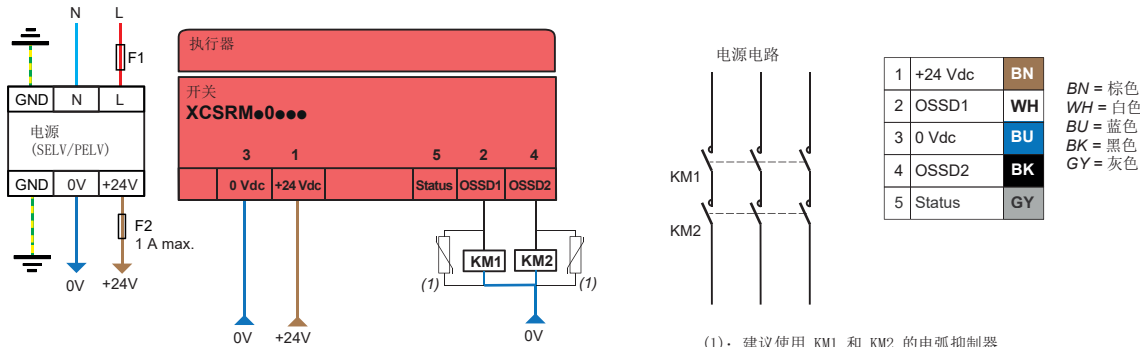 N L
F1
GND N L
电源
(SELV/PELV)
GND 0V +24V
F2
1 A max.
0V +24V
执行器
开关
XCSRM●0●●●
3 1 5 2 4
0 Vdc +24 Vdc Status OSSD1 OSSD2
KM1 KM2
(1) (1)
0V +24V 0V
电源电路
KM1
KM2
1 +24 Vdc BN
2 OSSD1 WH
3 0 Vdc BU
4 OSSD2 BK
5 Status GY
BN = 棕色
WH = 白色
BU = 蓝色
BK = 黑色
GY = 灰色
(1): 建议使用 KM1 和 KM2 的电弧抑制器